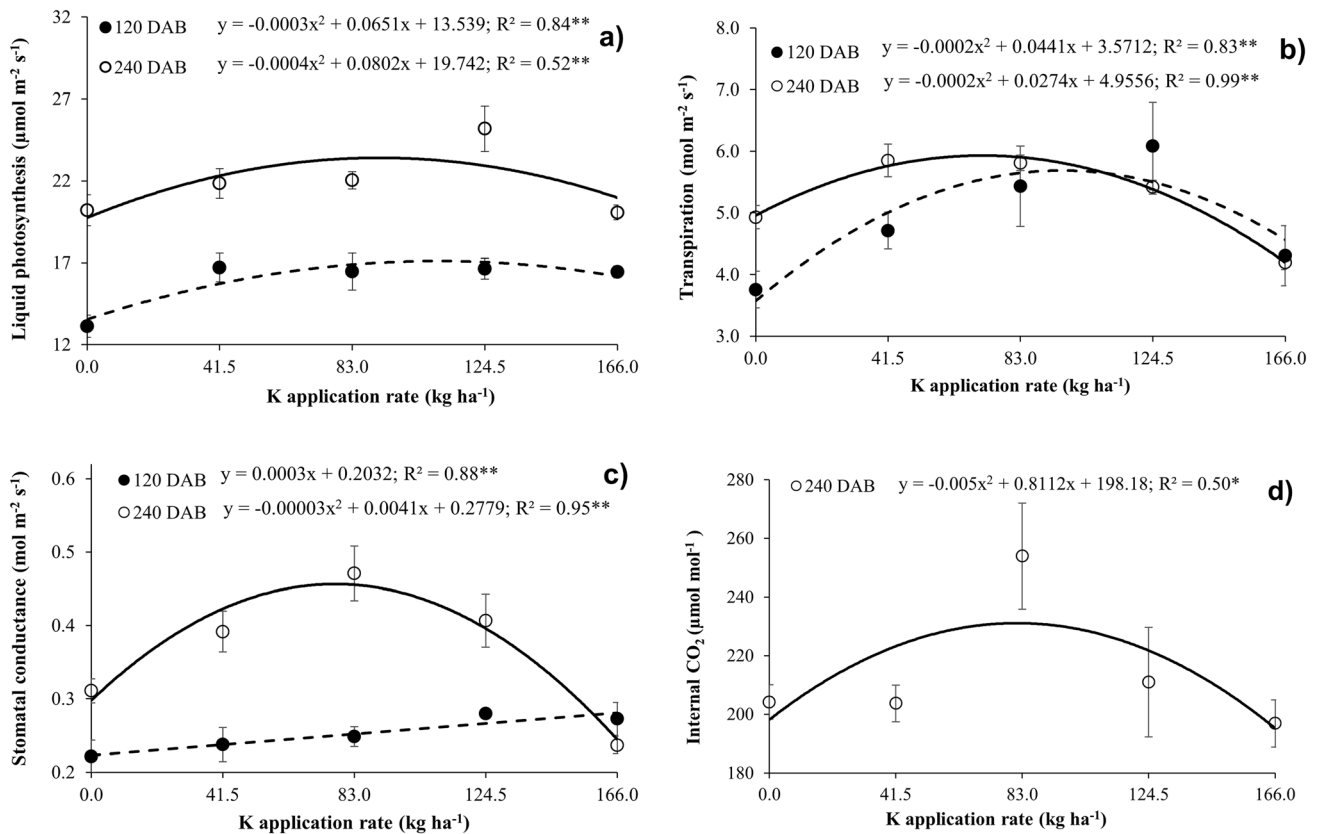 a)
● 120 DAB y = -0.0003x² + 0.0651x + 13.539; R² = 0.84**
○ 240 DAB y = -0.0004x² + 0.0802x + 19.742; R² = 0.52**
Liquid photosynthesis (µmol m⁻² s⁻¹)
32
27
22
17
12
0.0 41.5 83.0 124.5 166.0
K application rate (kg ha⁻¹)
b)
● 120 DAB y = -0.0002x² + 0.0441x + 3.5712; R² = 0.83**
○ 240 DAB y = -0.0002x² + 0.0274x + 4.9556; R² = 0.99**
Transpiration (mol m⁻² s⁻¹)
8.0
7.0
6.0
5.0
4.0
3.0
0.0 41.5 83.0 124.5 166.0
K application rate (kg ha⁻¹)
c)
● 120 DAB y = 0.0003x + 0.2032; R² = 0.88**
○ 240 DAB y = -0.00003x² + 0.0041x + 0.2779; R² = 0.95**
Stonatal conductance (mol m⁻² s⁻¹)
0.6
0.5
0.4
0.3
0.2
0.0 41.5 83.0 124.5 166.0
K application rate (kg ha⁻¹)
d)
○ 240 DAB y = -0.005x² + 0.8112x + 198.18; R² = 0.50*
Internal CO₂ (µmol mol⁻¹)
280
260
240
220
200
180
0.0 41.5 83.0 124.5 166.0
K application rate (kg ha⁻¹)